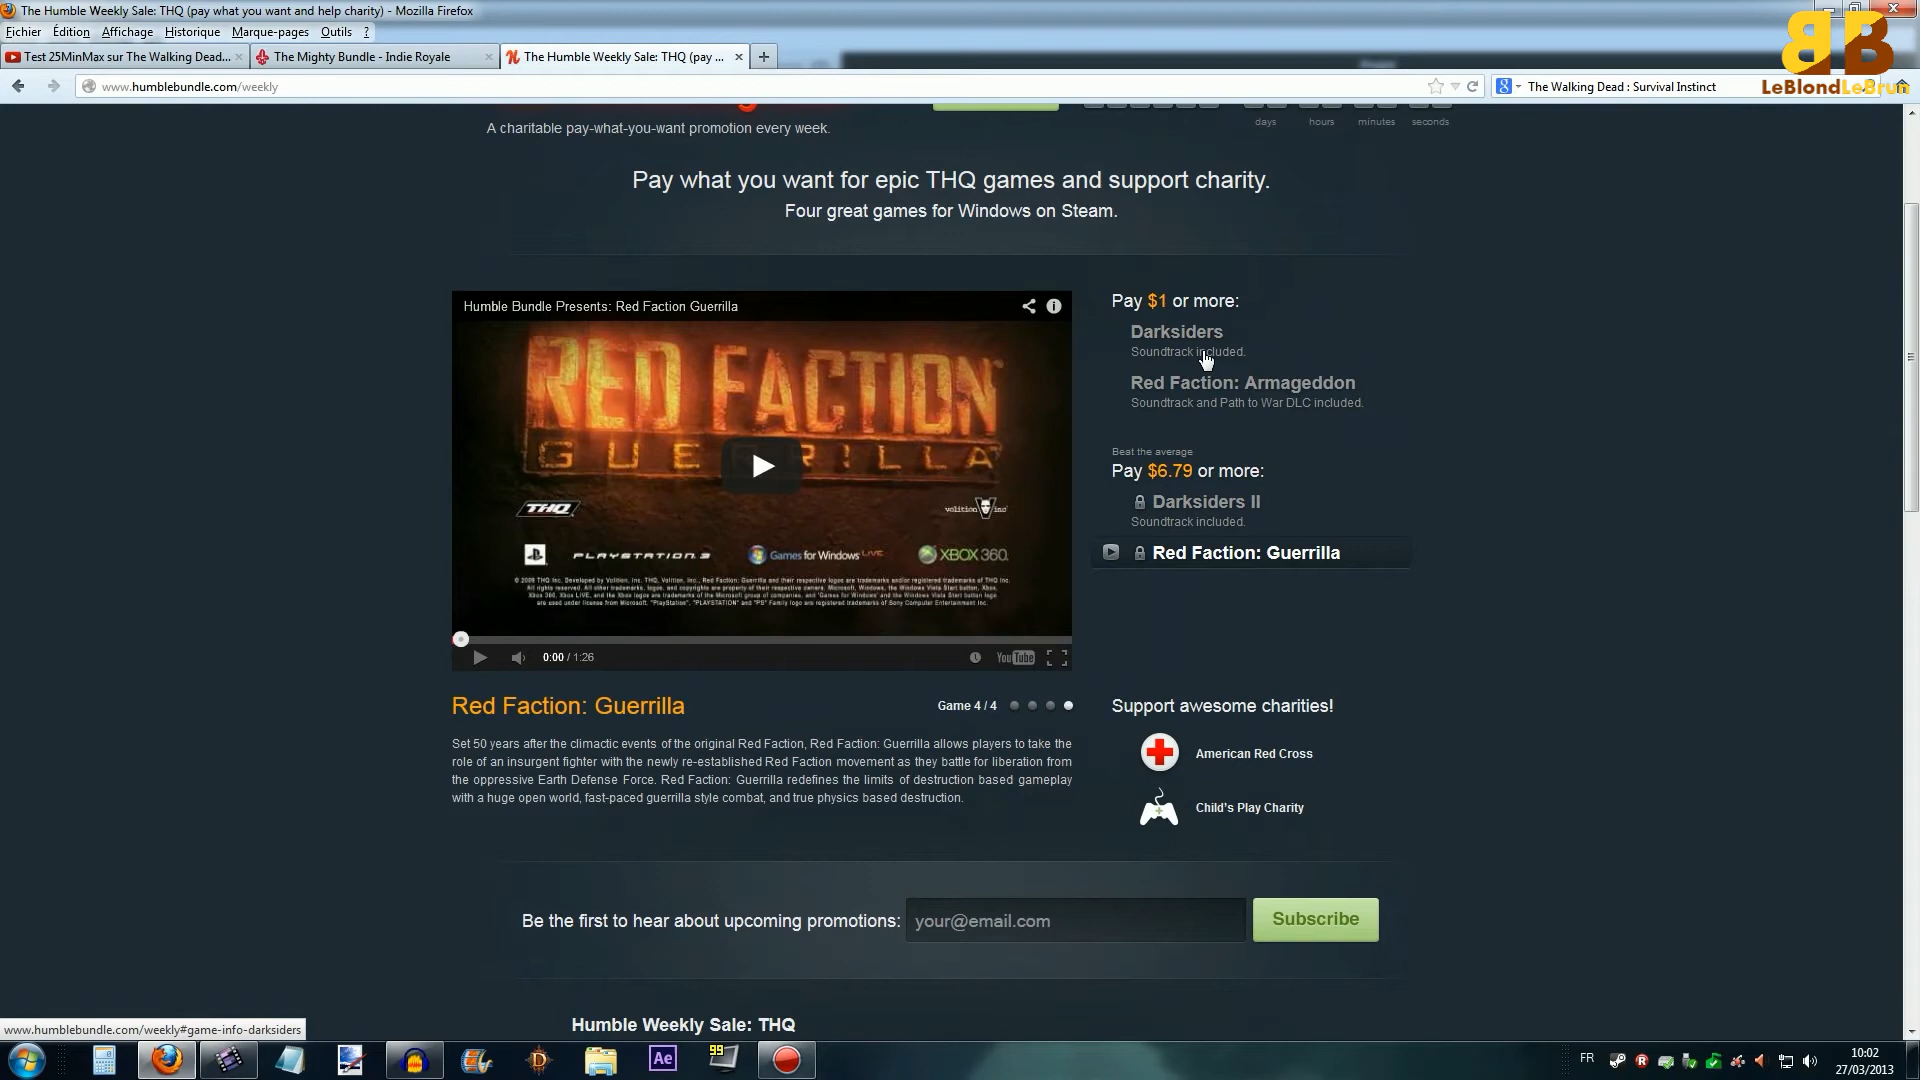 The Humble Weekly Sale: THQ (pay what you want and help charity) - Mozilla Firefox
Fichier Édition Affichage Historique Marque-pages Outils ?
Test 25MinMax sur The Walking Dead...
The Mighty Bundle - Indie Royale
The Humble Weekly Sale: THQ (pay ...
www.humblebundle.com/weekly
The Walking Dead : Survival Instinct
BB
LeBlondLeBrun
A charitable pay-what-you-want promotion every week.
days hours minutes seconds
Pay what you want for epic THQ games and support charity.
Four great games for Windows on Steam.
Humble Bundle Presents: Red Faction Guerrilla
RED FACTION
GUERRILLA
THQ
volition inc
PLAYSTATION 3
Games for Windows LIVE
XBOX 360
0:00 / 1:26
YouTube
Pay $1 or more:
Darksiders
Soundtrack included.
Red Faction: Armageddon
Soundtrack and Path to War DLC included.
Beat the average
Pay $6.79 or more:
Darksiders II
Soundtrack included.
Red Faction: Guerrilla
Red Faction: Guerrilla
Game 4 / 4
Set 50 years after the climactic events of the original Red Faction, Red Faction: Guerrilla allows players to take the
role of an insurgent fighter with the newly re-established Red Faction movement as they battle for liberation from
the oppressive Earth Defense Force. Red Faction: Guerrilla redefines the limits of destruction based gameplay
with a huge open world, fast-paced guerrilla style combat, and true physics based destruction.
Support awesome charities!
American Red Cross
Child's Play Charity
Be the first to hear about upcoming promotions:
your@email.com
Subscribe
Humble Weekly Sale: THQ
www.humblebundle.com/weekly#game-info-darksiders
Ae
99
FR
10:02
27/03/2013